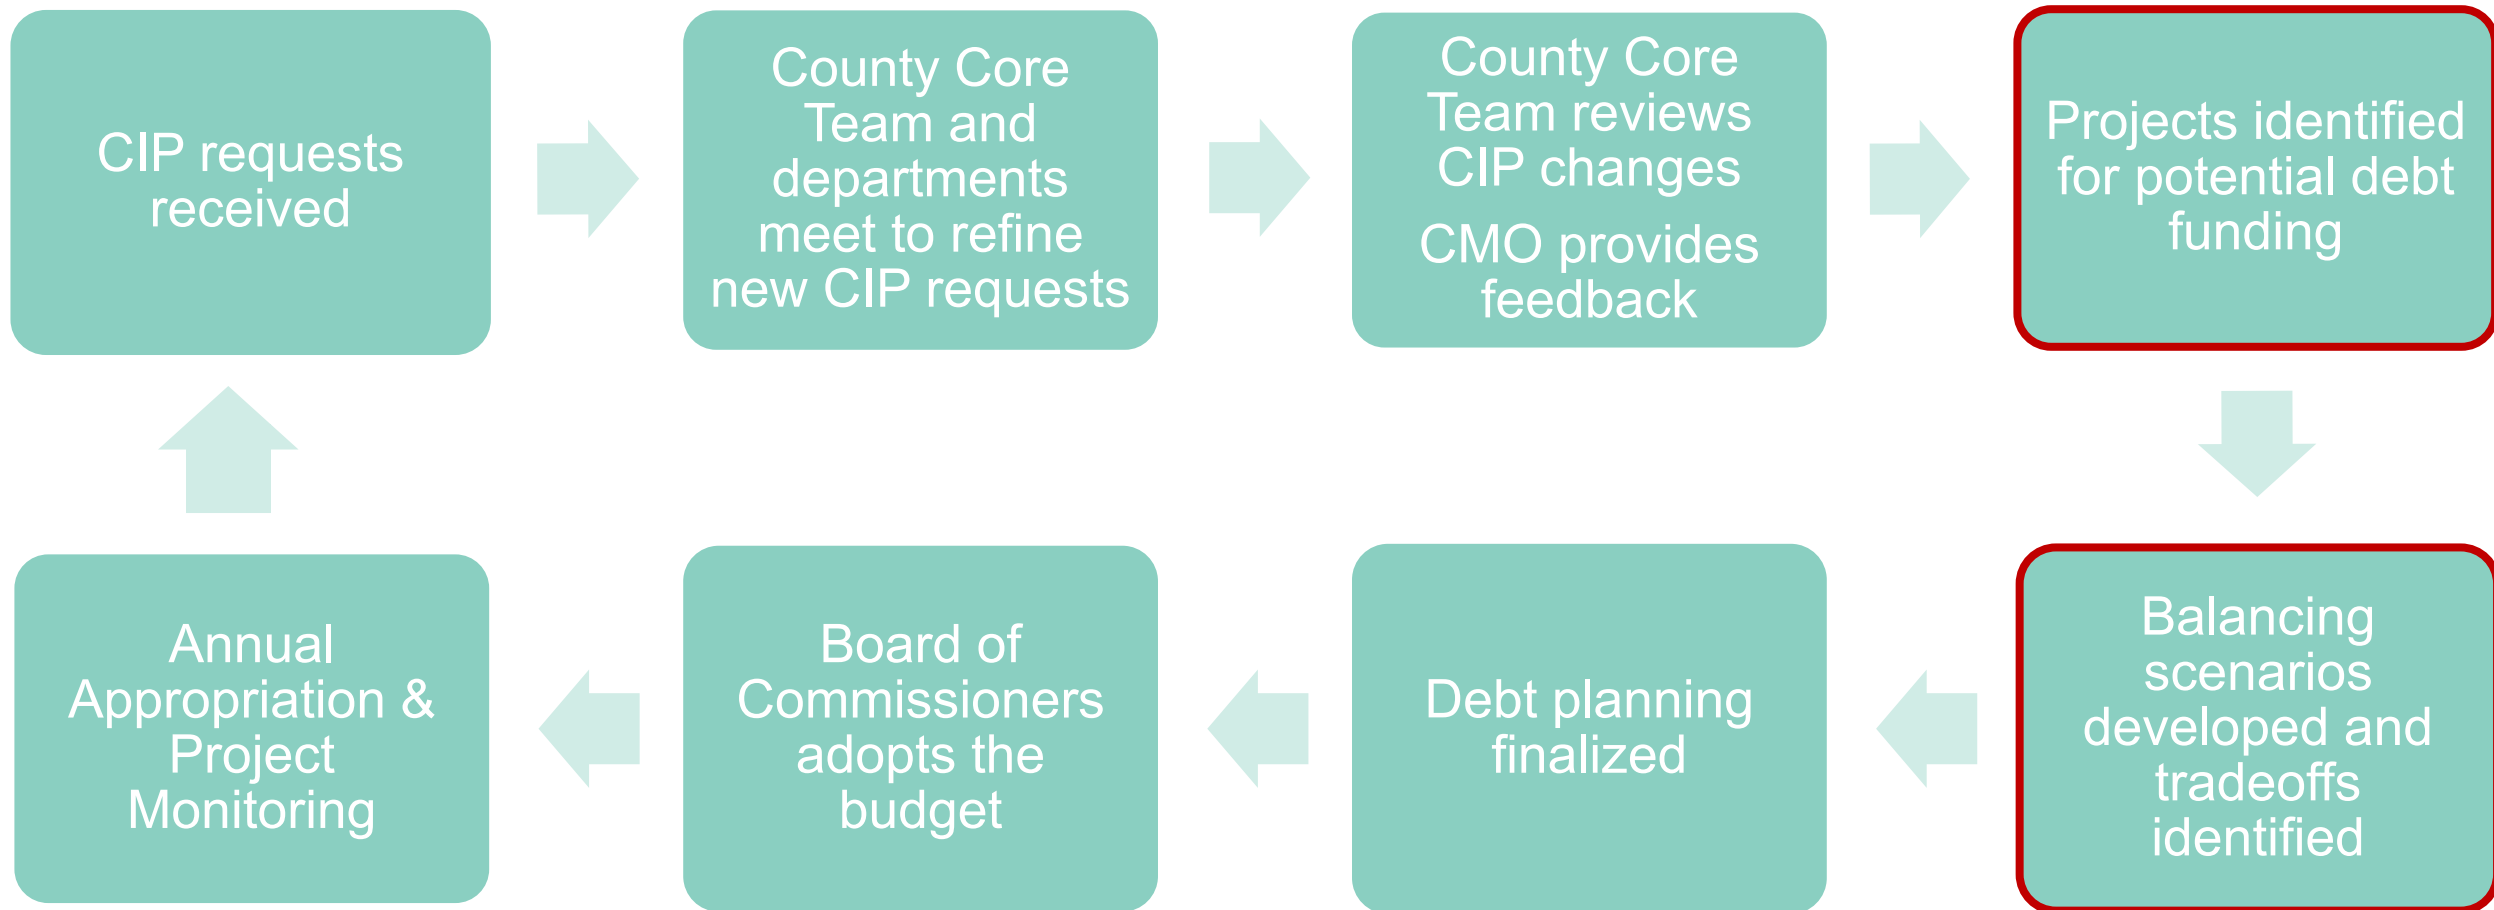 CIP requests
received
County Core
Team and
departments
meet to refine
new CIP requests
County Core
Team reviews
CIP changes
CMO provides
feedback
Projects identified
for potential debt
funding
Balancing
scenarios
developed and
tradeoffs
identified
Debt planning
finalized
Board of
Commissioners
adopts the
budget
Annual
Appropriation &
Project
Monitoring